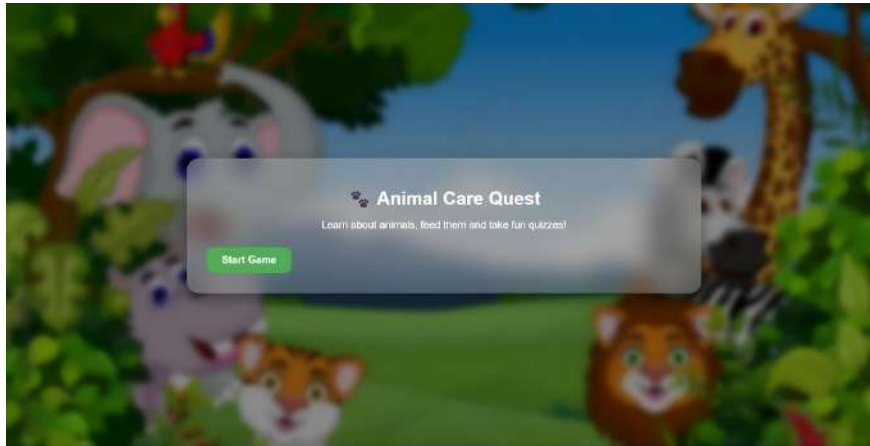 🐾 Animal Care Quest
Learn about animals, feed them and take fun quizzes!
Start Game